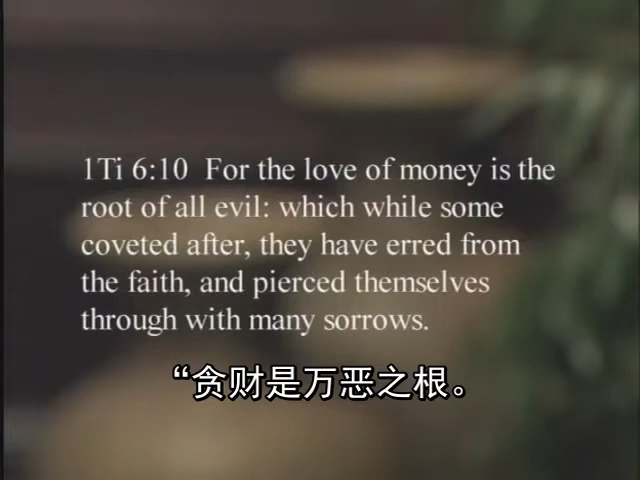 1Ti 6:10  For the love of money is the
root of all evil: which while some
coveted after, they have erred from
the faith, and pierced themselves
through with many sorrows.
“贪财是万恶之根。